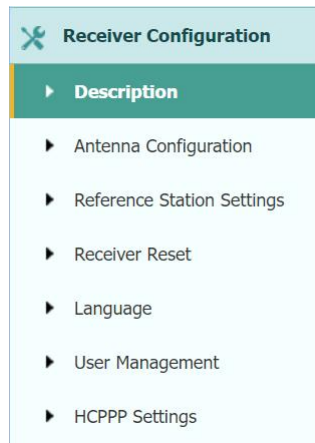 Receiver Configuration
Description
Antenna Configuration
Reference Station Settings
Receiver Reset
Language
User Management
HCPPP Settings